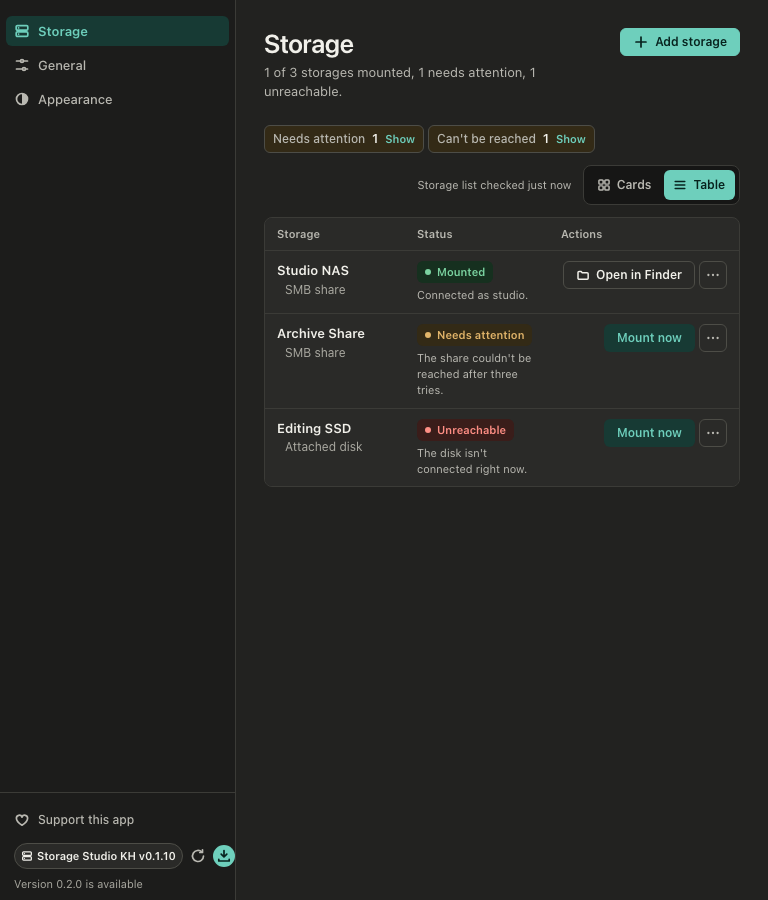 Storage
General
Appearance
Storage
Add storage
1 of 3 storages mounted, 1 needs attention, 1
unreachable.
Needs attention 1 Show
Can't be reached 1 Show
Storage list checked just now
Cards
Table
Storage Status Actions
Studio NAS
SMB share
Mounted
Connected as studio.
Open in Finder
Archive Share
SMB share
Needs attention
The share couldn't be
reached after three
tries.
Mount now
Editing SSD
Attached disk
Unreachable
The disk isn't
connected right now.
Mount now
Support this app
Storage Studio KH v0.1.10
Version 0.2.0 is available